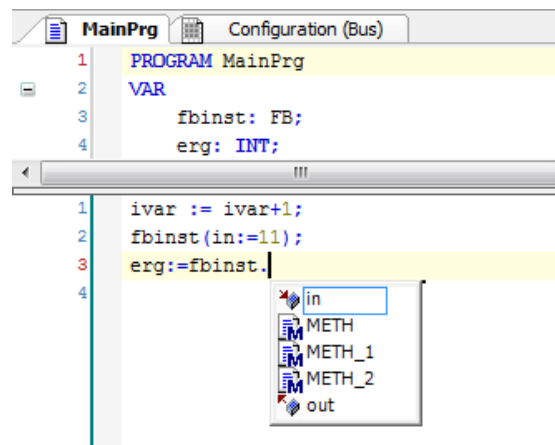 MainPrg Configuration (Bus)
1 PROGRAM MainPrg
2 VAR
3 fbinst: FB;
4 erg: INT;
1 ivar := ivar+1;
2 fbinst(in:=11);
3 erg:=fbinst.
4
in
METH
METH_1
METH_2
out